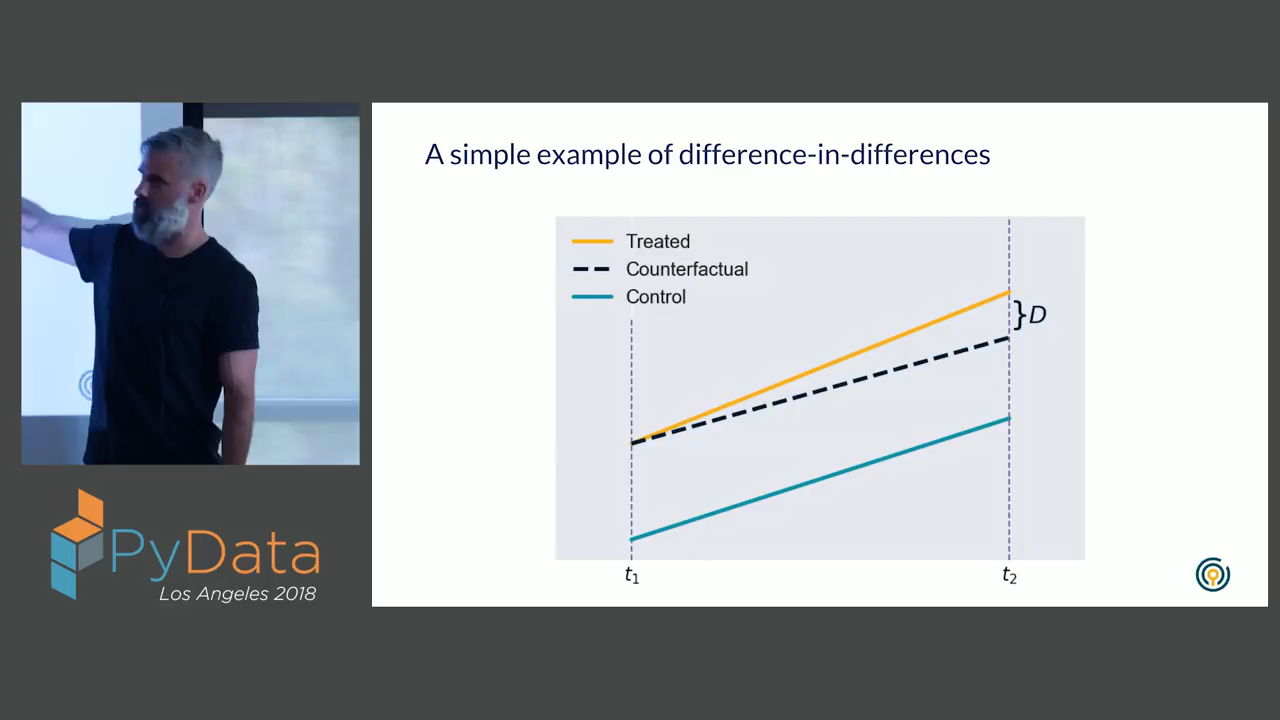 A simple example of difference-in-differences
Treated
Counterfactual
Control
}D
t₁
t₂
PyData
Los Angeles 2018